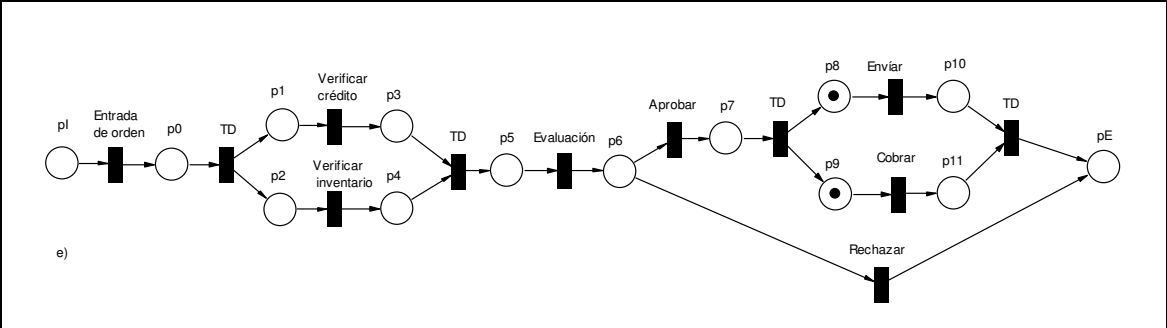 pI
Entrada
de orden
p0
TD
p1
Verificar
crédito
p3
p2
Verificar
inventario
p4
TD
p5
Evaluación
p6
Aprobar
p7
TD
p8
Envíar
p10
p9
Cobrar
p11
TD
pE
Rechazar
e)